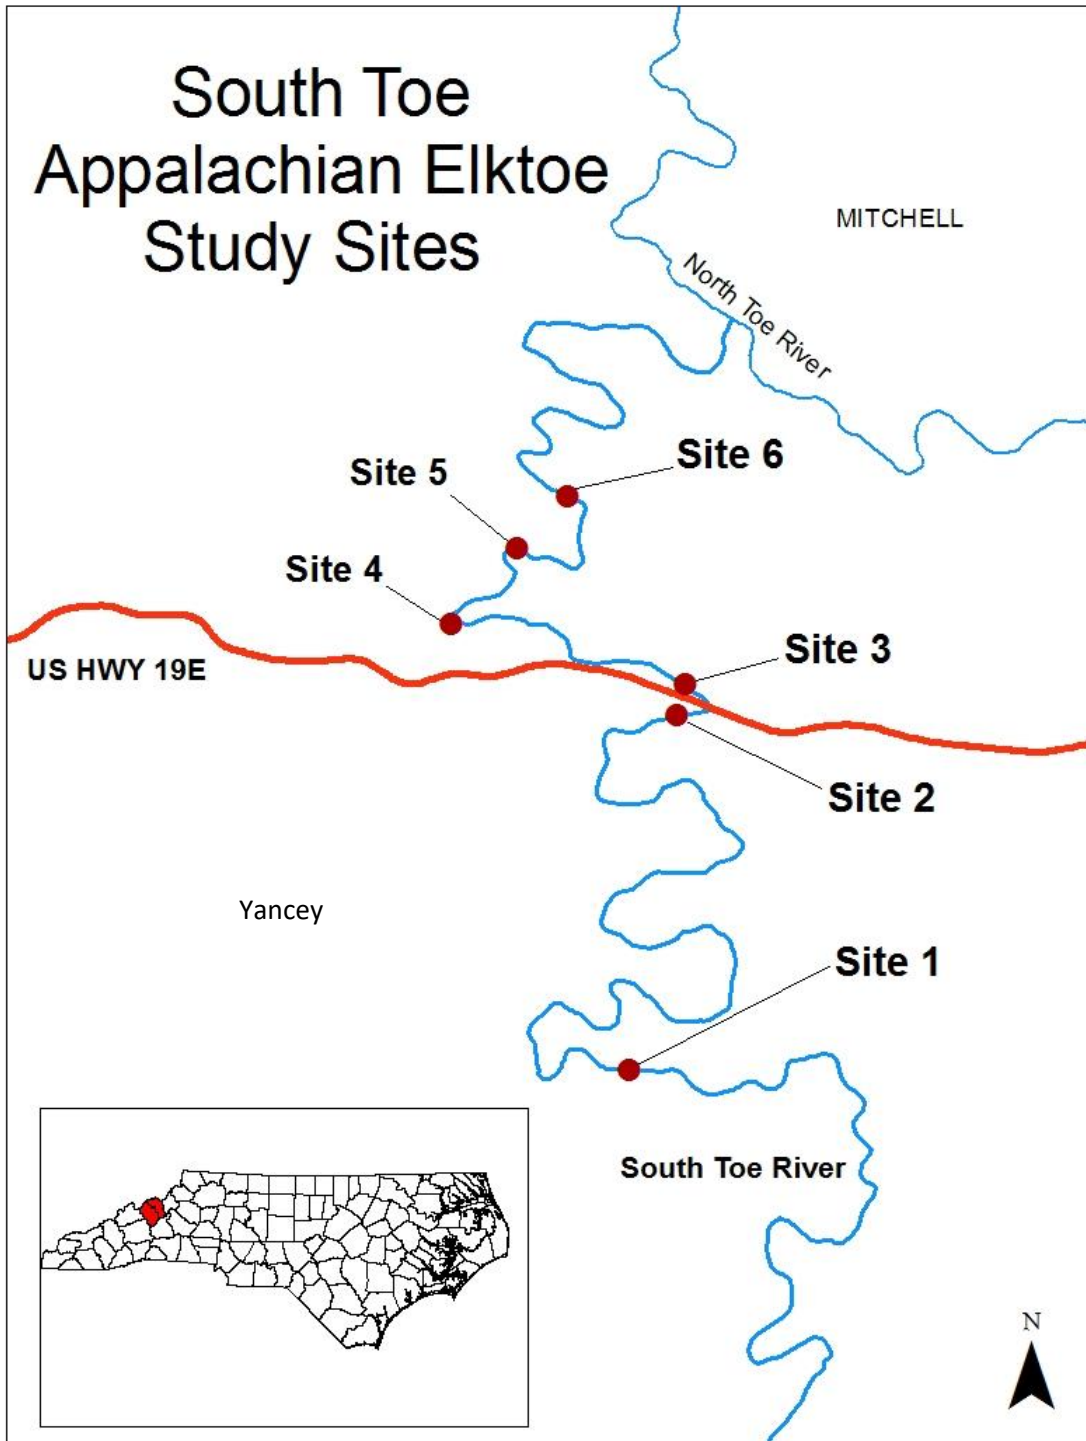 South Toe
Appalachian Elktoe
Study Sites
MITCHELL
North Toe River
Site 6
Site 5
Site 4
Site 3
US HWY 19E
Site 2
Yancey
Site 1
South Toe River
N